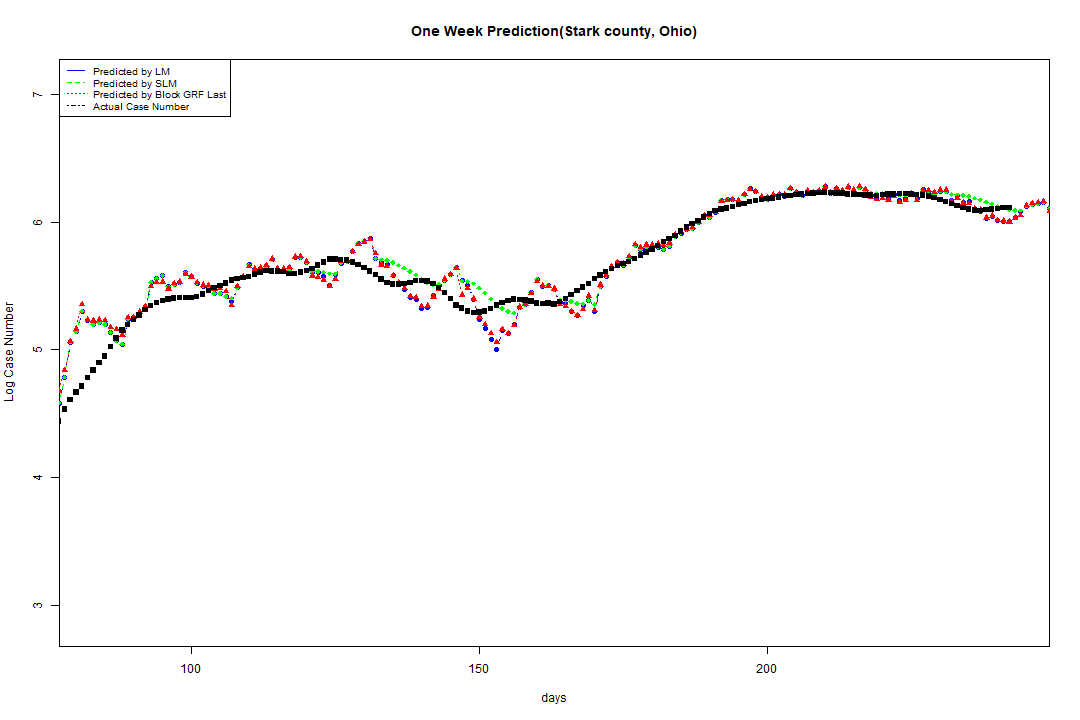 One Week Prediction(Stark county, Ohio)
Predicted by LM
Predicted by SLM
Predicted by Block GRF Last
Actual Case Number
7
6
5
4
3
Log Case Number
100 150 200
days